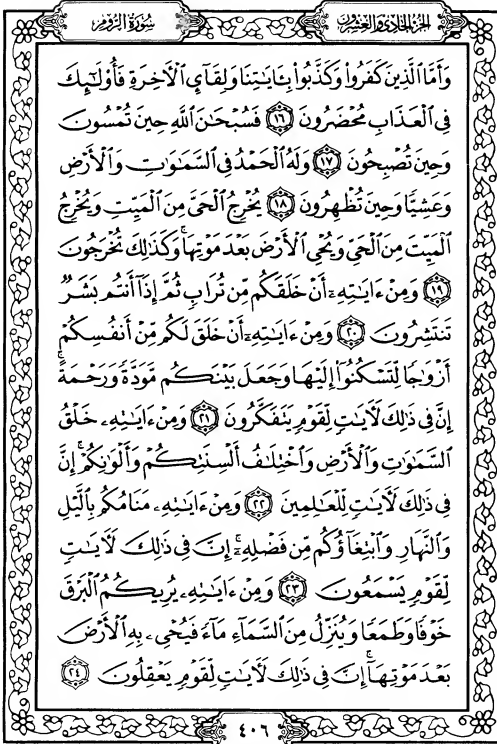 سُورَةُ الرُّومِ الجزء الحادي والعشرون
وَأَمَّا ٱلَّذِينَ كَفَرُوا۟ وَكَذَّبُوا۟ بِـَٔايَـٰتِنَا وَلِقَآئِ ٱلْـَٔاخِرَةِ فَأُو۟لَـٰٓئِكَ
فِى ٱلْعَذَابِ مُحْضَرُونَ ١٦ فَسُبْحَـٰنَ ٱللَّهِ حِينَ تُمْسُونَ
وَحِينَ تُصْبِحُونَ ١٧ وَلَهُ ٱلْحَمْدُ فِى ٱلسَّمَـٰوَٰتِ وَٱلْأَرْضِ
وَعَشِيًّا وَحِينَ تُظْهِرُونَ ١٨ يُخْرِجُ ٱلْحَىَّ مِنَ ٱلْمَيِّتِ وَيُخْرِجُ
ٱلْمَيِّتَ مِنَ ٱلْحَىِّ وَيُحْىِ ٱلْأَرْضَ بَعْدَ مَوْتِهَا ۚ وَكَذَٰلِكَ تُخْرَجُونَ
١٩ وَمِنْ ءَايَـٰتِهِۦٓ أَنْ خَلَقَكُم مِّن تُرَابٍ ثُمَّ إِذَآ أَنتُم بَشَرٌ
تَنتَشِرُونَ ٢٠ وَمِنْ ءَايَـٰتِهِۦٓ أَنْ خَلَقَ لَكُم مِّنْ أَنفُسِكُمْ
أَزْوَٰجًا لِّتَسْكُنُوٓا۟ إِلَيْهَا وَجَعَلَ بَيْنَكُم مَّوَدَّةً وَرَحْمَةً ۚ
إِنَّ فِى ذَٰلِكَ لَـَٔايَـٰتٍ لِّقَوْمٍ يَتَفَكَّرُونَ ٢١ وَمِنْ ءَايَـٰتِهِۦ خَلْقُ
ٱلسَّمَـٰوَٰتِ وَٱلْأَرْضِ وَٱخْتِلَـٰفُ أَلْسِنَتِكُمْ وَأَلْوَٰنِكُمْ ۚ إِنَّ
فِى ذَٰلِكَ لَـَٔايَـٰتٍ لِّلْعَـٰلِمِينَ ٢٢ وَمِنْ ءَايَـٰتِهِۦ مَنَامُكُم بِٱلَّيْلِ
وَٱلنَّهَارِ وَٱبْتِغَآؤُكُم مِّن فَضْلِهِۦٓ ۚ إِنَّ فِى ذَٰلِكَ لَـَٔايَـٰتٍ
لِّقَوْمٍ يَسْمَعُونَ ٢٣ وَمِنْ ءَايَـٰتِهِۦ يُرِيكُمُ ٱلْبَرْقَ
خَوْفًا وَطَمَعًا وَيُنَزِّلُ مِنَ ٱلسَّمَآءِ مَآءً فَيُحْىِۦ بِهِ ٱلْأَرْضَ
بَعْدَ مَوْتِهَآ ۚ إِنَّ فِى ذَٰلِكَ لَـَٔايَـٰتٍ لِّقَوْمٍ يَعْقِلُونَ ٢٤
٤٠٦